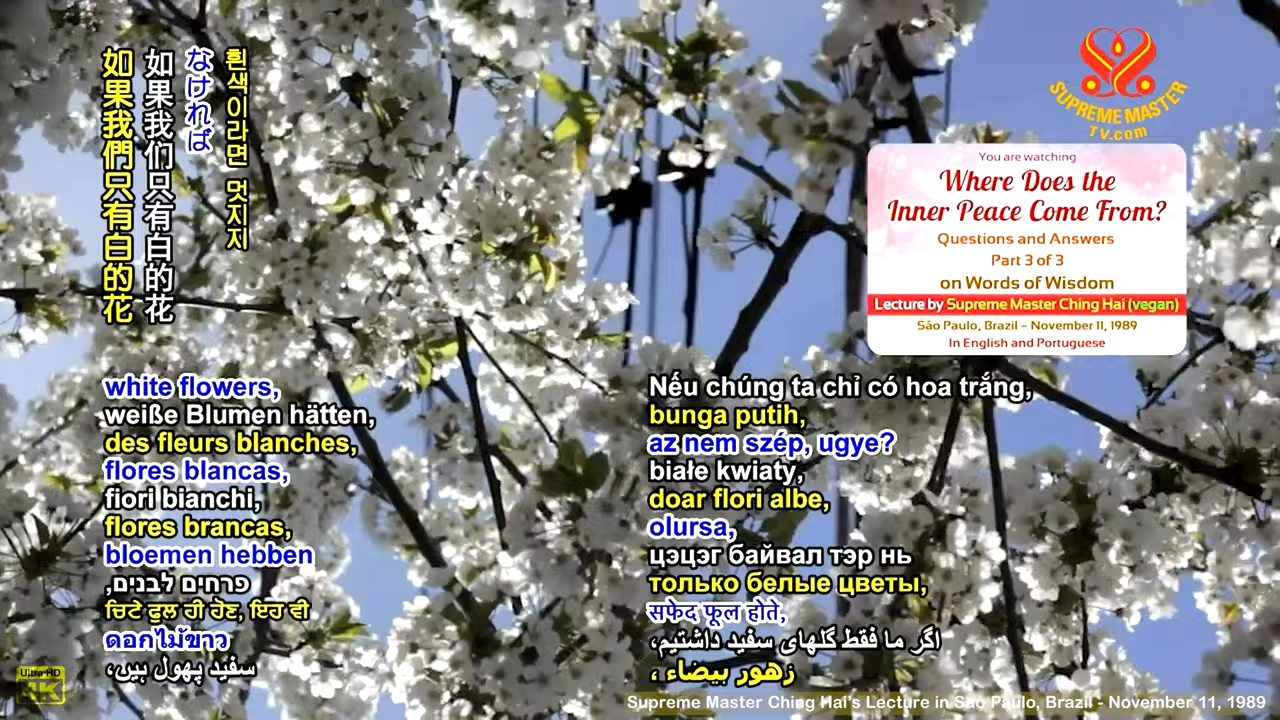 如果我們只有白的花
如果我们只有白的花
なければ
흰색이라면 멋지지
SUPREME MASTER
TV.com
You are watching
Where Does the
Inner Peace Come From?
Questions and Answers
Part 3 of 3
on Words of Wisdom
Lecture by Supreme Master Ching Hai (vegan)
São Paulo, Brazil – November 11, 1989
In English and Portuguese
white flowers,
weiße Blumen hätten,
des fleurs blanches,
flores blancas,
fiori bianchi,
flores brancas,
bloemen hebben
פרחים לבנים,
ਚਿਟੇ ਫੁਲ ਹੀ ਹੋਣ, ਇਹ ਵੀ
ดอกไม้ขาว
سفید پھول ہیں،
Nếu chúng ta chỉ có hoa trắng,
bunga putih,
az nem szép, ugye?
białe kwiaty,
doar flori albe,
olursa,
цэцэг байвал тэр нь
только белые цветы,
सफेद फूल होते,
اگر ما فقط گلهای سفید داشتیم،
زهور بيضاء ،
Ultra HD
4K
Supreme Master Ching Hai's Lecture in São Paulo, Brazil - November 11, 1989